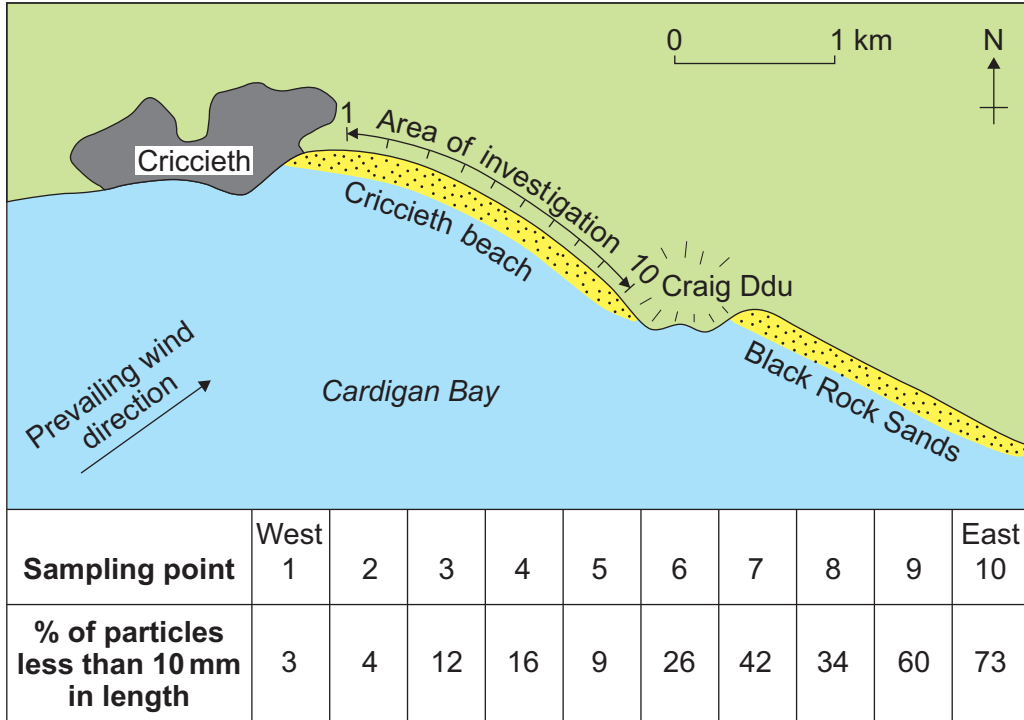 0 1 km
N
1 Area of investigation 10
Criccieth
Criccieth beach
Craig Ddu
Black Rock Sands
Prevailing wind
direction
Cardigan Bay
Sampling point West 1 2 3 4 5 6 7 8 9 East 10
% of particles
less than 10 mm
in length 3 4 12 16 9 26 42 34 60 73